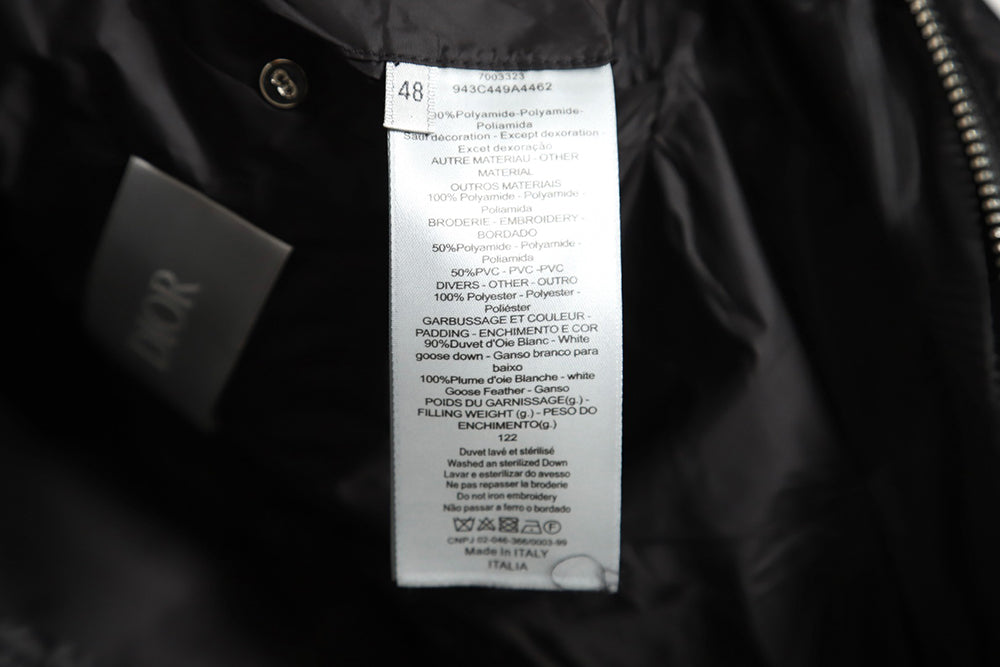 48
7003323
943C449A4462
00%Polyamide-Polyamide-
Poliamida
Sauf décoration - Except decoration -
Excet dexoração
AUTRE MATERIAU - OTHER
MATERIAL
OUTROS MATERIAIS
100% Polyamide - Polyamide -
Poliamida
BRODERIE - EMBROIDERY -
BORDADO
50%Polyamide - Polyamide -
Poliamida
50%PVC - PVC -PVC
DIVERS - OTHER - OUTRO
100% Polyester - Polyester -
Poliéster
GARBUSSAGE ET COULEUR -
PADDING - ENCHIMENTO E COR
90%Duvet d'Oie Blanc - White
goose down - Ganso branco para
baixo
100%Plume d'oie Blanche - white
Goose Feather - Ganso
POIDS DU GARNISSAGE(g.) -
FILLING WEIGHT (g.) - PESO DO
ENCHIMENTO(g.)
122
Duvet lavé et stérilisé
Washed an sterilized Down
Lavar e esterilizar do avesso
Ne pas repasser la broderie
Do not iron embroidery
Não passar a ferro o bordado
CNPJ 02-046-366/0003-99
Made In ITALY
ITALIA
DIOR